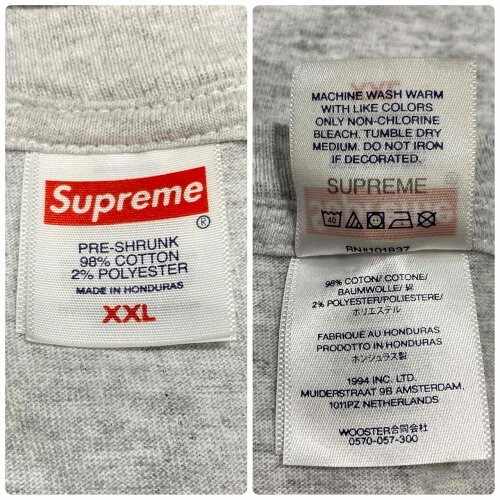 Supreme
®
PRE-SHRUNK
98% COTTON
2% POLYESTER
MADE IN HONDURAS
XXL
MACHINE WASH WARM
WITH LIKE COLORS
ONLY NON-CHLORINE
BLEACH. TUMBLE DRY
MEDIUM. DO NOT IRON
IF DECORATED.
SUPREME
40
RN#101837
98% COTON/ COTONE/
BAUMWOLLE/ 綿
2% POLYESTER/POLIESTERE/
ポリエステル
FABRIQUÉ AU HONDURAS
PRODOTTO IN HONDURAS
ホンジュラス製
1994 INC. LTD.
MUIDERSTRAAT 9B AMSTERDAM,
1011PZ NETHERLANDS
WOOSTER合同会社
0570-057-300